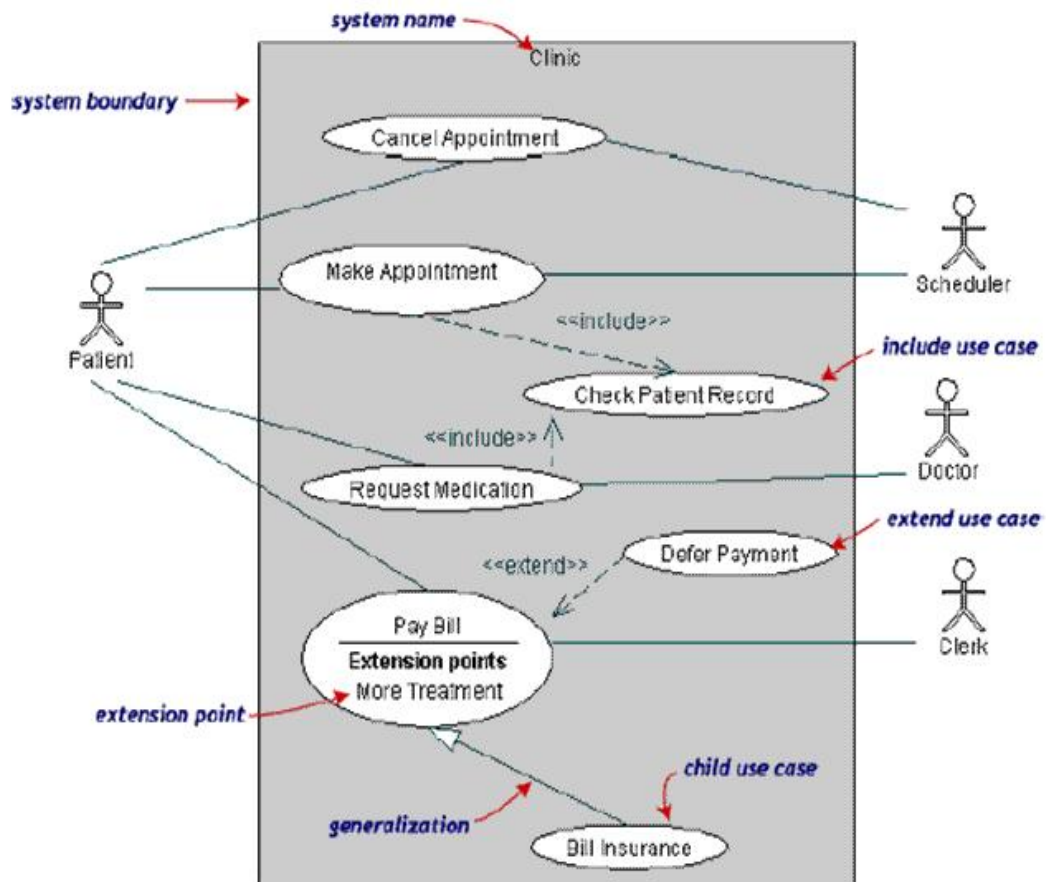 system name
Clinic
system boundary
Cancel Appointment
Make Appointment
Scheduler
<<include>>
Patient
include use case
Check Patient Record
<<include>>
Doctor
Request Medication
extend use case
Defer Payment
<<extend>>
Pay Bill
Clerk
Extension points
More Treatment
extension point
child use case
generalization
Bill Insurance